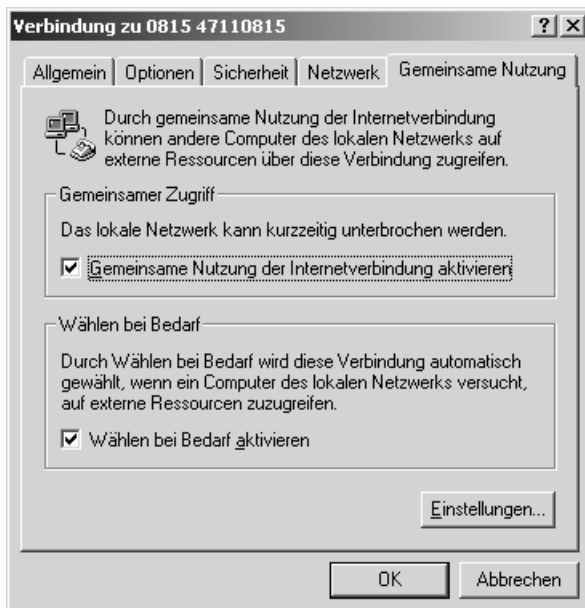 Verbindung zu 0815 47110815
Allgemein Optionen Sicherheit Netzwerk Gemeinsame Nutzung
Durch gemeinsame Nutzung der Internetverbindung
können andere Computer des lokalen Netzwerks auf
externe Ressourcen über diese Verbindung zugreifen.
Gemeinsamer Zugriff
Das lokale Netzwerk kann kurzzeitig unterbrochen werden.
Gemeinsame Nutzung der Internetverbindung aktivieren
Wählen bei Bedarf
Durch Wählen bei Bedarf wird diese Verbindung automatisch
gewählt, wenn ein Computer des lokalen Netzwerks versucht,
auf externe Ressourcen zuzugreifen.
Wählen bei Bedarf aktivieren
Einstellungen...
OK Abbrechen